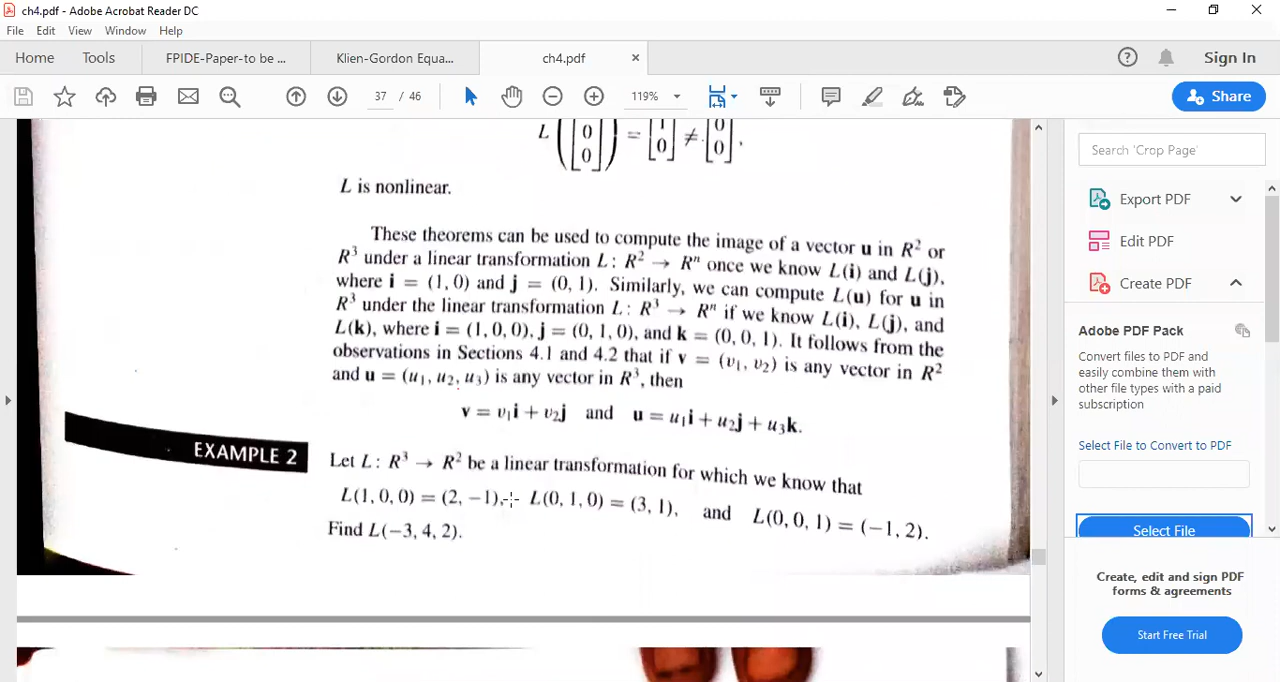 ch4.pdf - Adobe Acrobat Reader DC
File Edit View Window Help
Home Tools FPIDE-Paper-to be ... Klien-Gordon Equa... ch4.pdf × Sign In
37 / 46 119% Share
L ( [ 0 0 ] ) = [ 1 0 ] ≠ [ 0 0 ] .
L is nonlinear.
These theorems can be used to compute the image of a vector u in R² or
R³ under a linear transformation L: R² → Rⁿ once we know L(i) and L(j),
where i = (1, 0) and j = (0, 1). Similarly, we can compute L(u) for u in
R³ under the linear transformation L: R³ → Rⁿ if we know L(i), L(j), and
L(k), where i = (1, 0, 0), j = (0, 1, 0), and k = (0, 0, 1). It follows from the
observations in Sections 4.1 and 4.2 that if v = (v₁, v₂) is any vector in R²
and u = (u₁, u₂, u₃) is any vector in R³, then
v = v₁i + v₂j and u = u₁i + u₂j + u₃k.
EXAMPLE 2
Let L: R³ → R² be a linear transformation for which we know that
L(1, 0, 0) = (2, −1), L(0, 1, 0) = (3, 1), and L(0, 0, 1) = (−1, 2).
Find L(−3, 4, 2).
Search 'Crop Page'
Export PDF
Edit PDF
Create PDF
Adobe PDF Pack
Convert files to PDF and
easily combine them with
other file types with a paid
subscription
Select File to Convert to PDF
Select File
Create, edit and sign PDF
forms & agreements
Start Free Trial